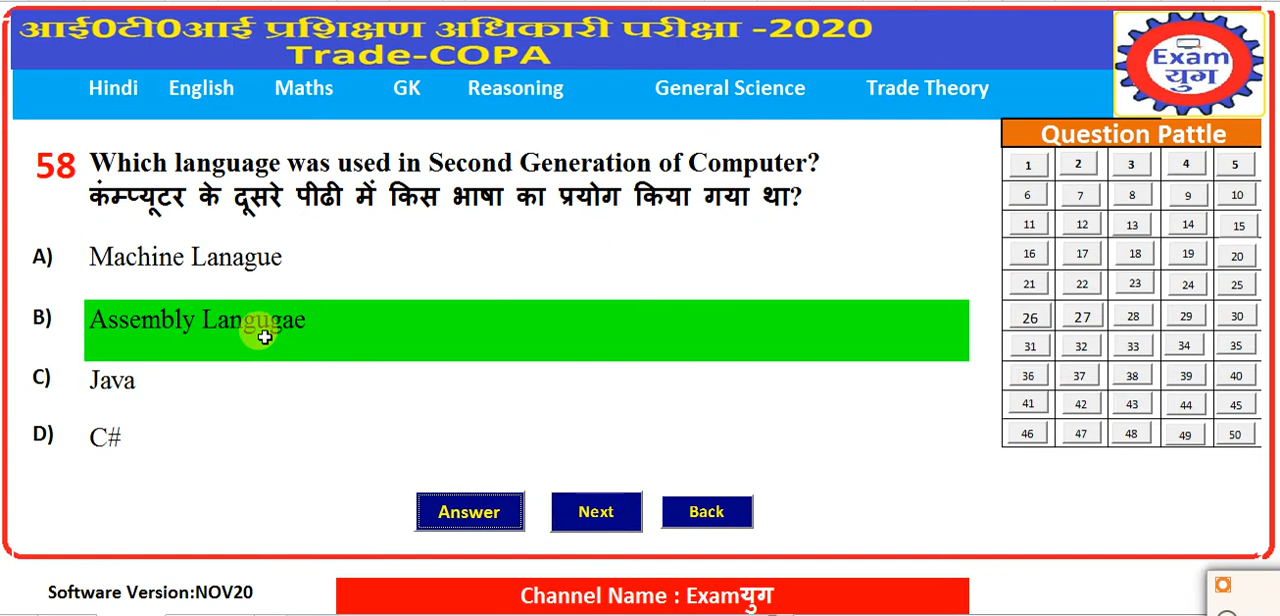 आई0टी0आई प्रशिक्षण अधिकारी परीक्षा -2020
Trade-COPA
Exam
युग
Hindi English Maths GK Reasoning General Science Trade Theory
Question Pattle
58 Which language was used in Second Generation of Computer?
कंम्प्यूटर के दूसरे पीढी में किस भाषा का प्रयोग किया गया था?
A) Machine Lanague
B) Assembly Langugae
C) Java
D) C#
1 2 3 4 5
6 7 8 9 10
11 12 13 14 15
16 17 18 19 20
21 22 23 24 25
26 27 28 29 30
31 32 33 34 35
36 37 38 39 40
41 42 43 44 45
46 47 48 49 50
Answer Next Back
Software Version:NOV20
Channel Name : Examयुग